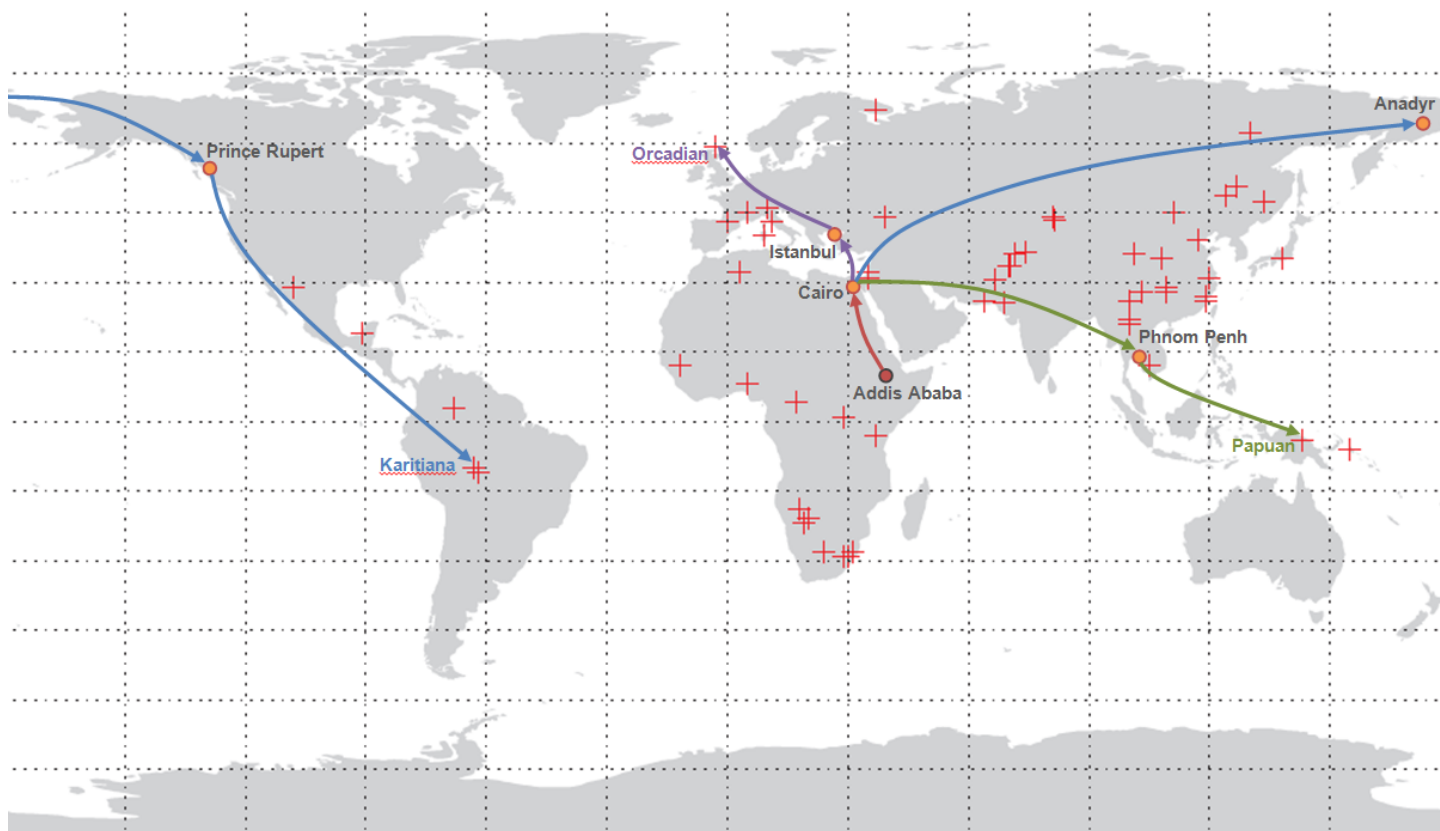 Anadyr
Prince Rupert
Orcadian
Istanbul
Cairo
Phnom Penh
Addis Ababa
Papuan
Karitiana